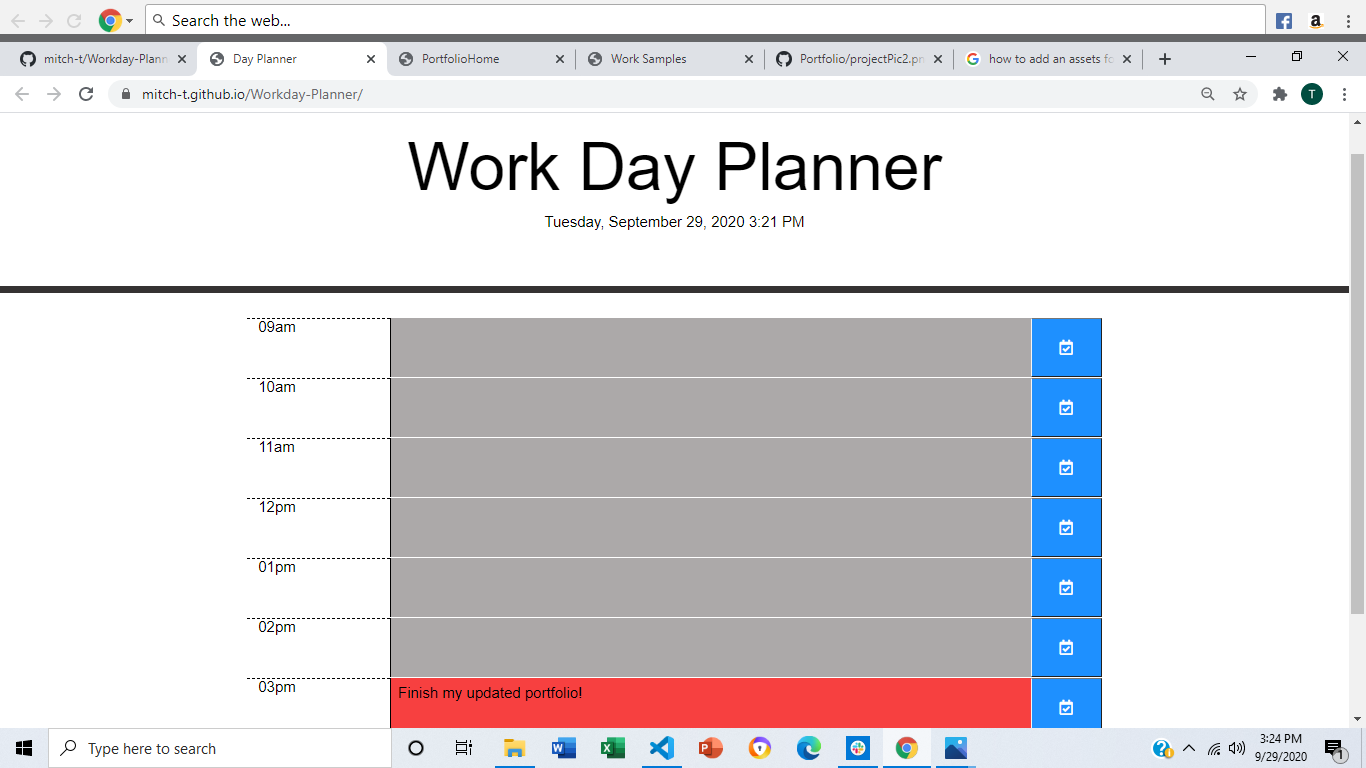 Search the web...
mitch-t/Workday-Plann
Day Planner
PortfolioHome
Work Samples
Portfolio/projectPic2.pn
how to add an assets fo
mitch-t.github.io/Workday-Planner/
T
Work Day Planner
Tuesday, September 29, 2020 3:21 PM
09am
10am
11am
12pm
01pm
02pm
03pm
Finish my updated portfolio!
Type here to search
3:24 PM
9/29/2020
1